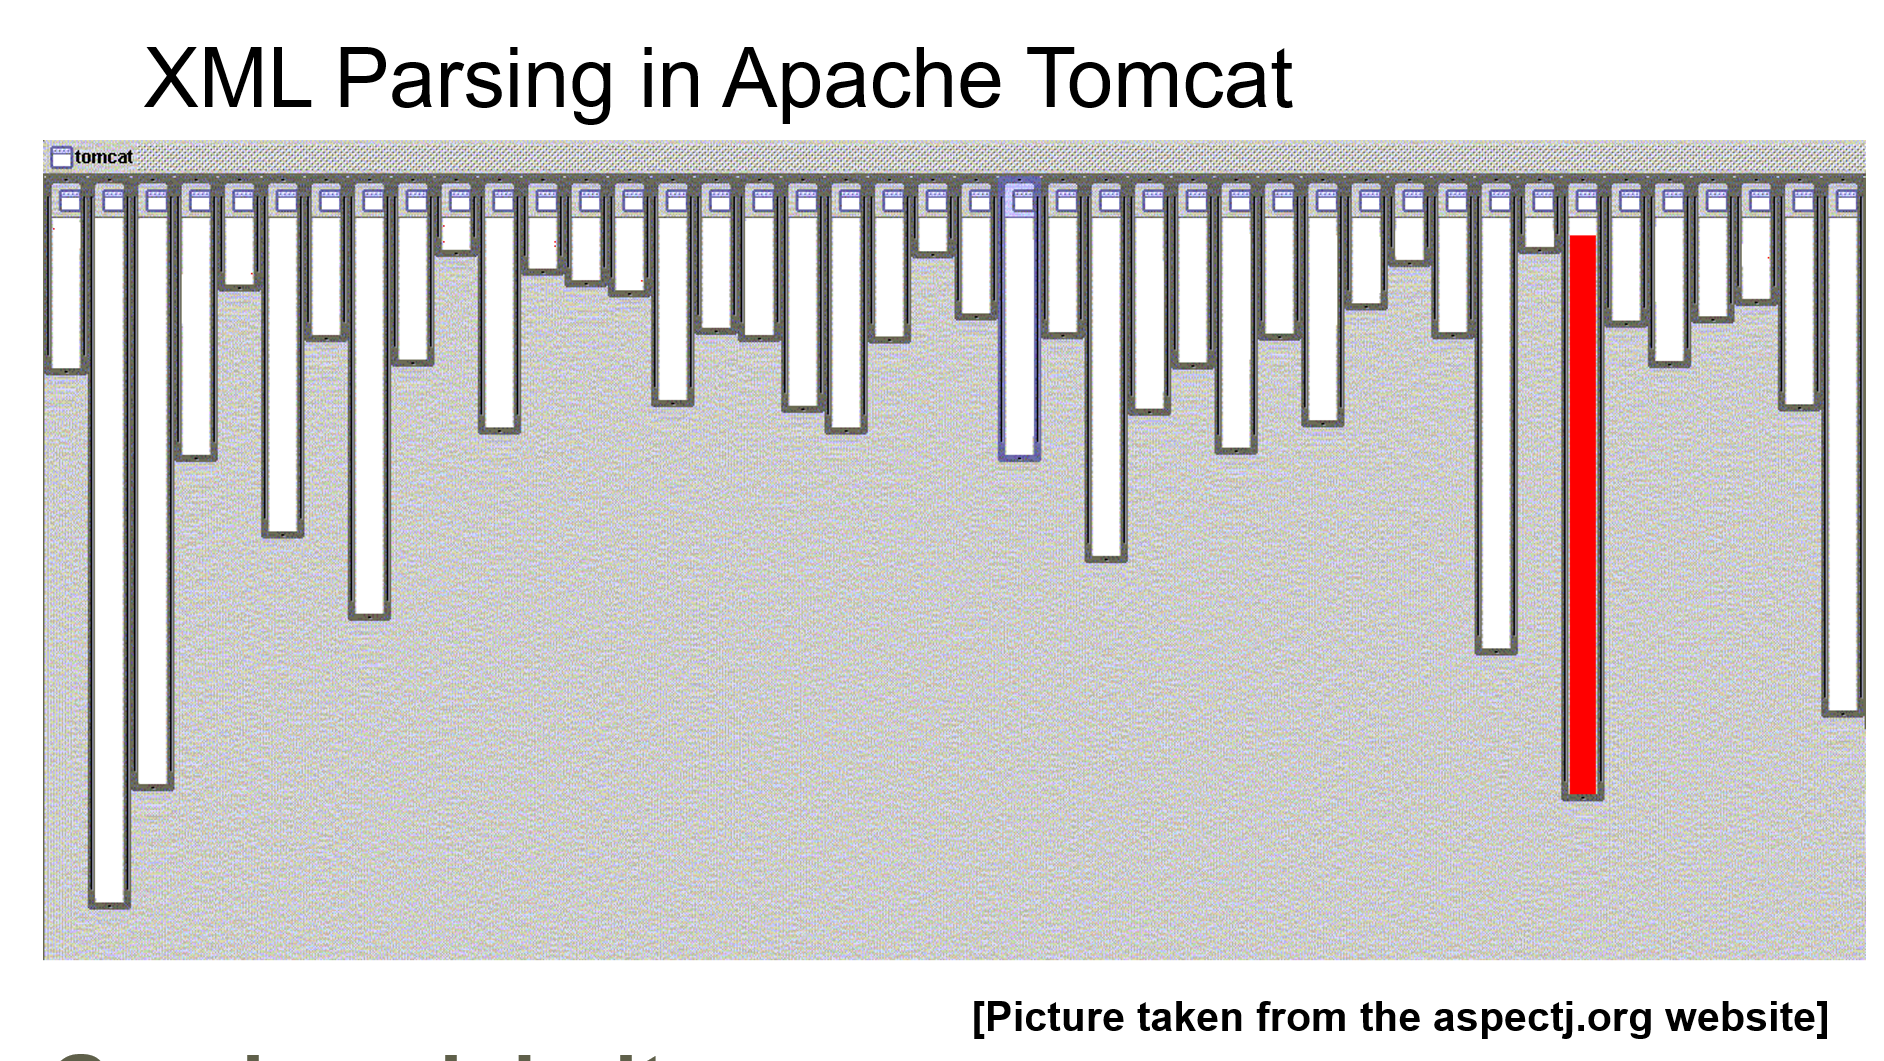 XML Parsing in Apache Tomcat
tomcat
[Picture taken from the aspectj.org website]